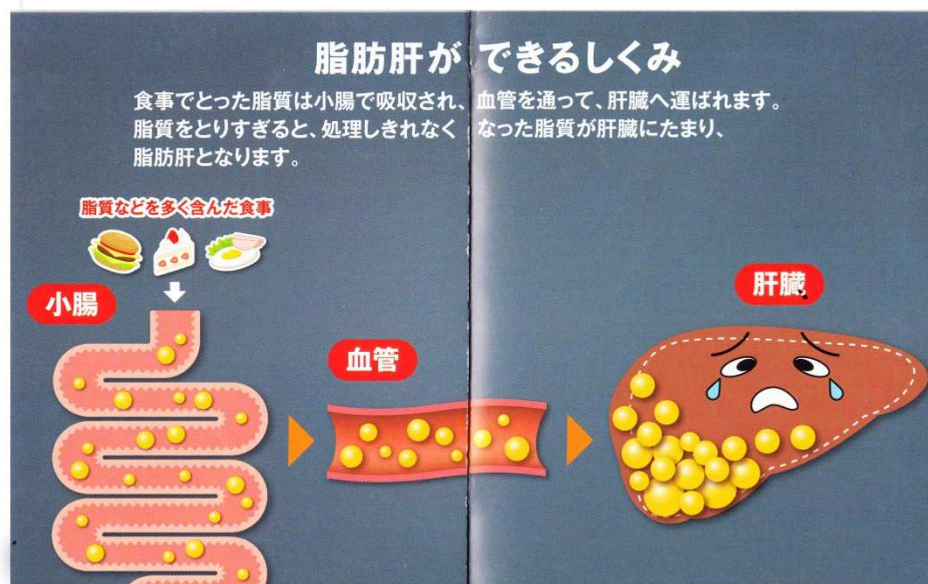 脂肪肝ができるしくみ
食事でとった脂質は小腸で吸収され、血管を通って、肝臓へ運ばれます。
脂質をとりすぎると、処理しきれなくなった脂質が肝臓にたまり、
脂肪肝となります。
脂質などを多く含んだ食事
小腸
血管
肝臓